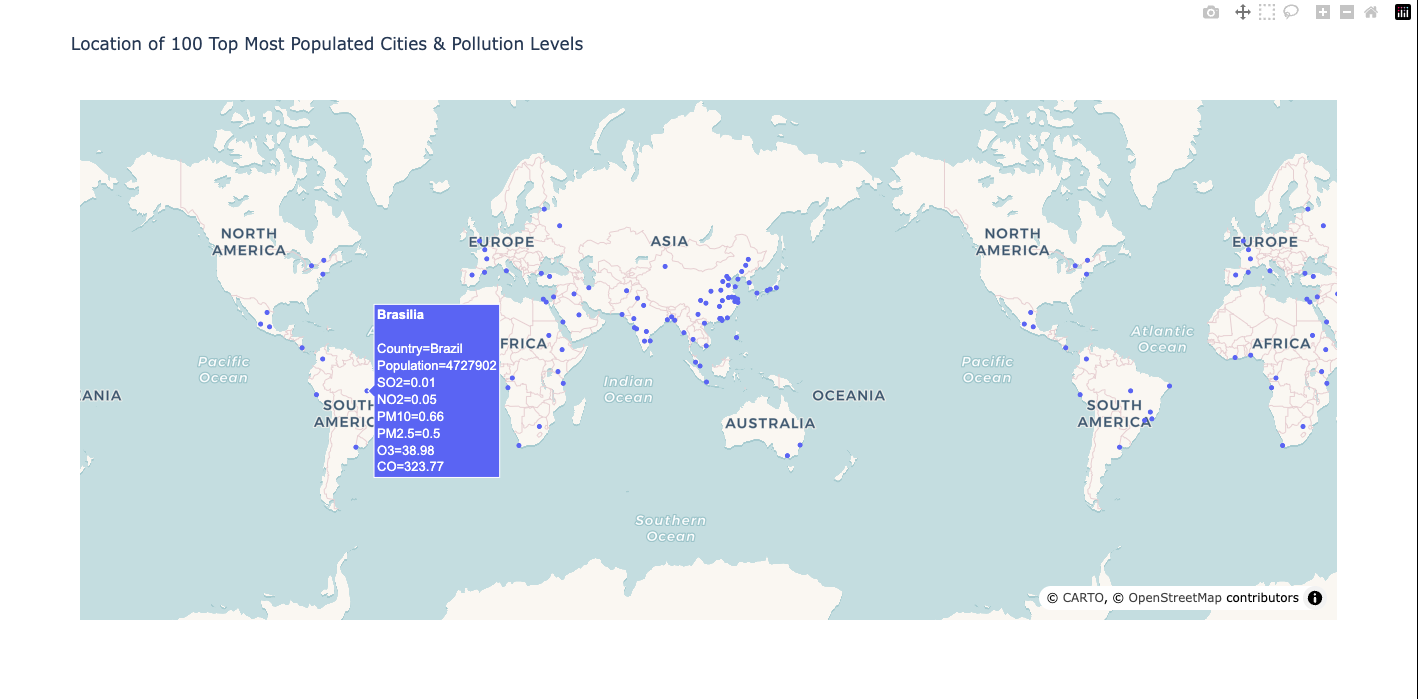 Location of 100 Top Most Populated Cities & Pollution Levels
NORTH
AMERICA
EUROPE
ASIA
NORTH
AMERICA
EUROPE
Brasilia
Country=Brazil
Population=4727902
SO2=0.01
NO2=0.05
PM10=0.66
PM2.5=0.5
O3=38.98
CO=323.77
A
FRICA
Atlantic
Ocean
AFRICA
Pacific
Ocean
Indian
Ocean
Pacific
Ocean
ANIA
OCEANIA
SOUTH
AMERIC
AUSTRALIA
SOUTH
AMERICA
Southern
Ocean
© CARTO, © OpenStreetMap contributors